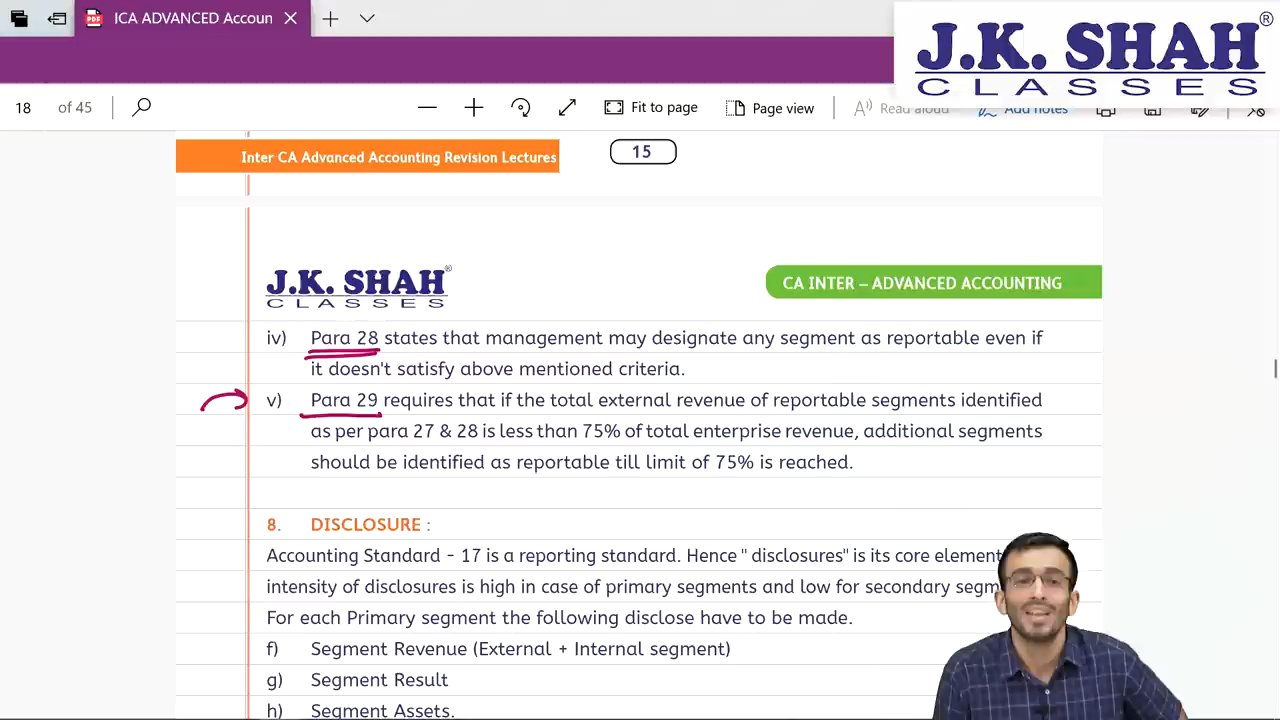 ICA ADVANCED Accoun
J.K. SHAH®
CLASSES
18 of 45
Fit to page
Page view
Read aloud
Add notes
Inter CA Advanced Accounting Revision Lectures
15
J.K. SHAH®
CLASSES
CA INTER – ADVANCED ACCOUNTING
iv) Para 28 states that management may designate any segment as reportable even if
it doesn't satisfy above mentioned criteria.
v) Para 29 requires that if the total external revenue of reportable segments identified
as per para 27 & 28 is less than 75% of total enterprise revenue, additional segments
should be identified as reportable till limit of 75% is reached.
8. DISCLOSURE :
Accounting Standard - 17 is a reporting standard. Hence " disclosures" is its core element
intensity of disclosures is high in case of primary segments and low for secondary segm
For each Primary segment the following disclose have to be made.
f) Segment Revenue (External + Internal segment)
g) Segment Result
h) Segment Assets.